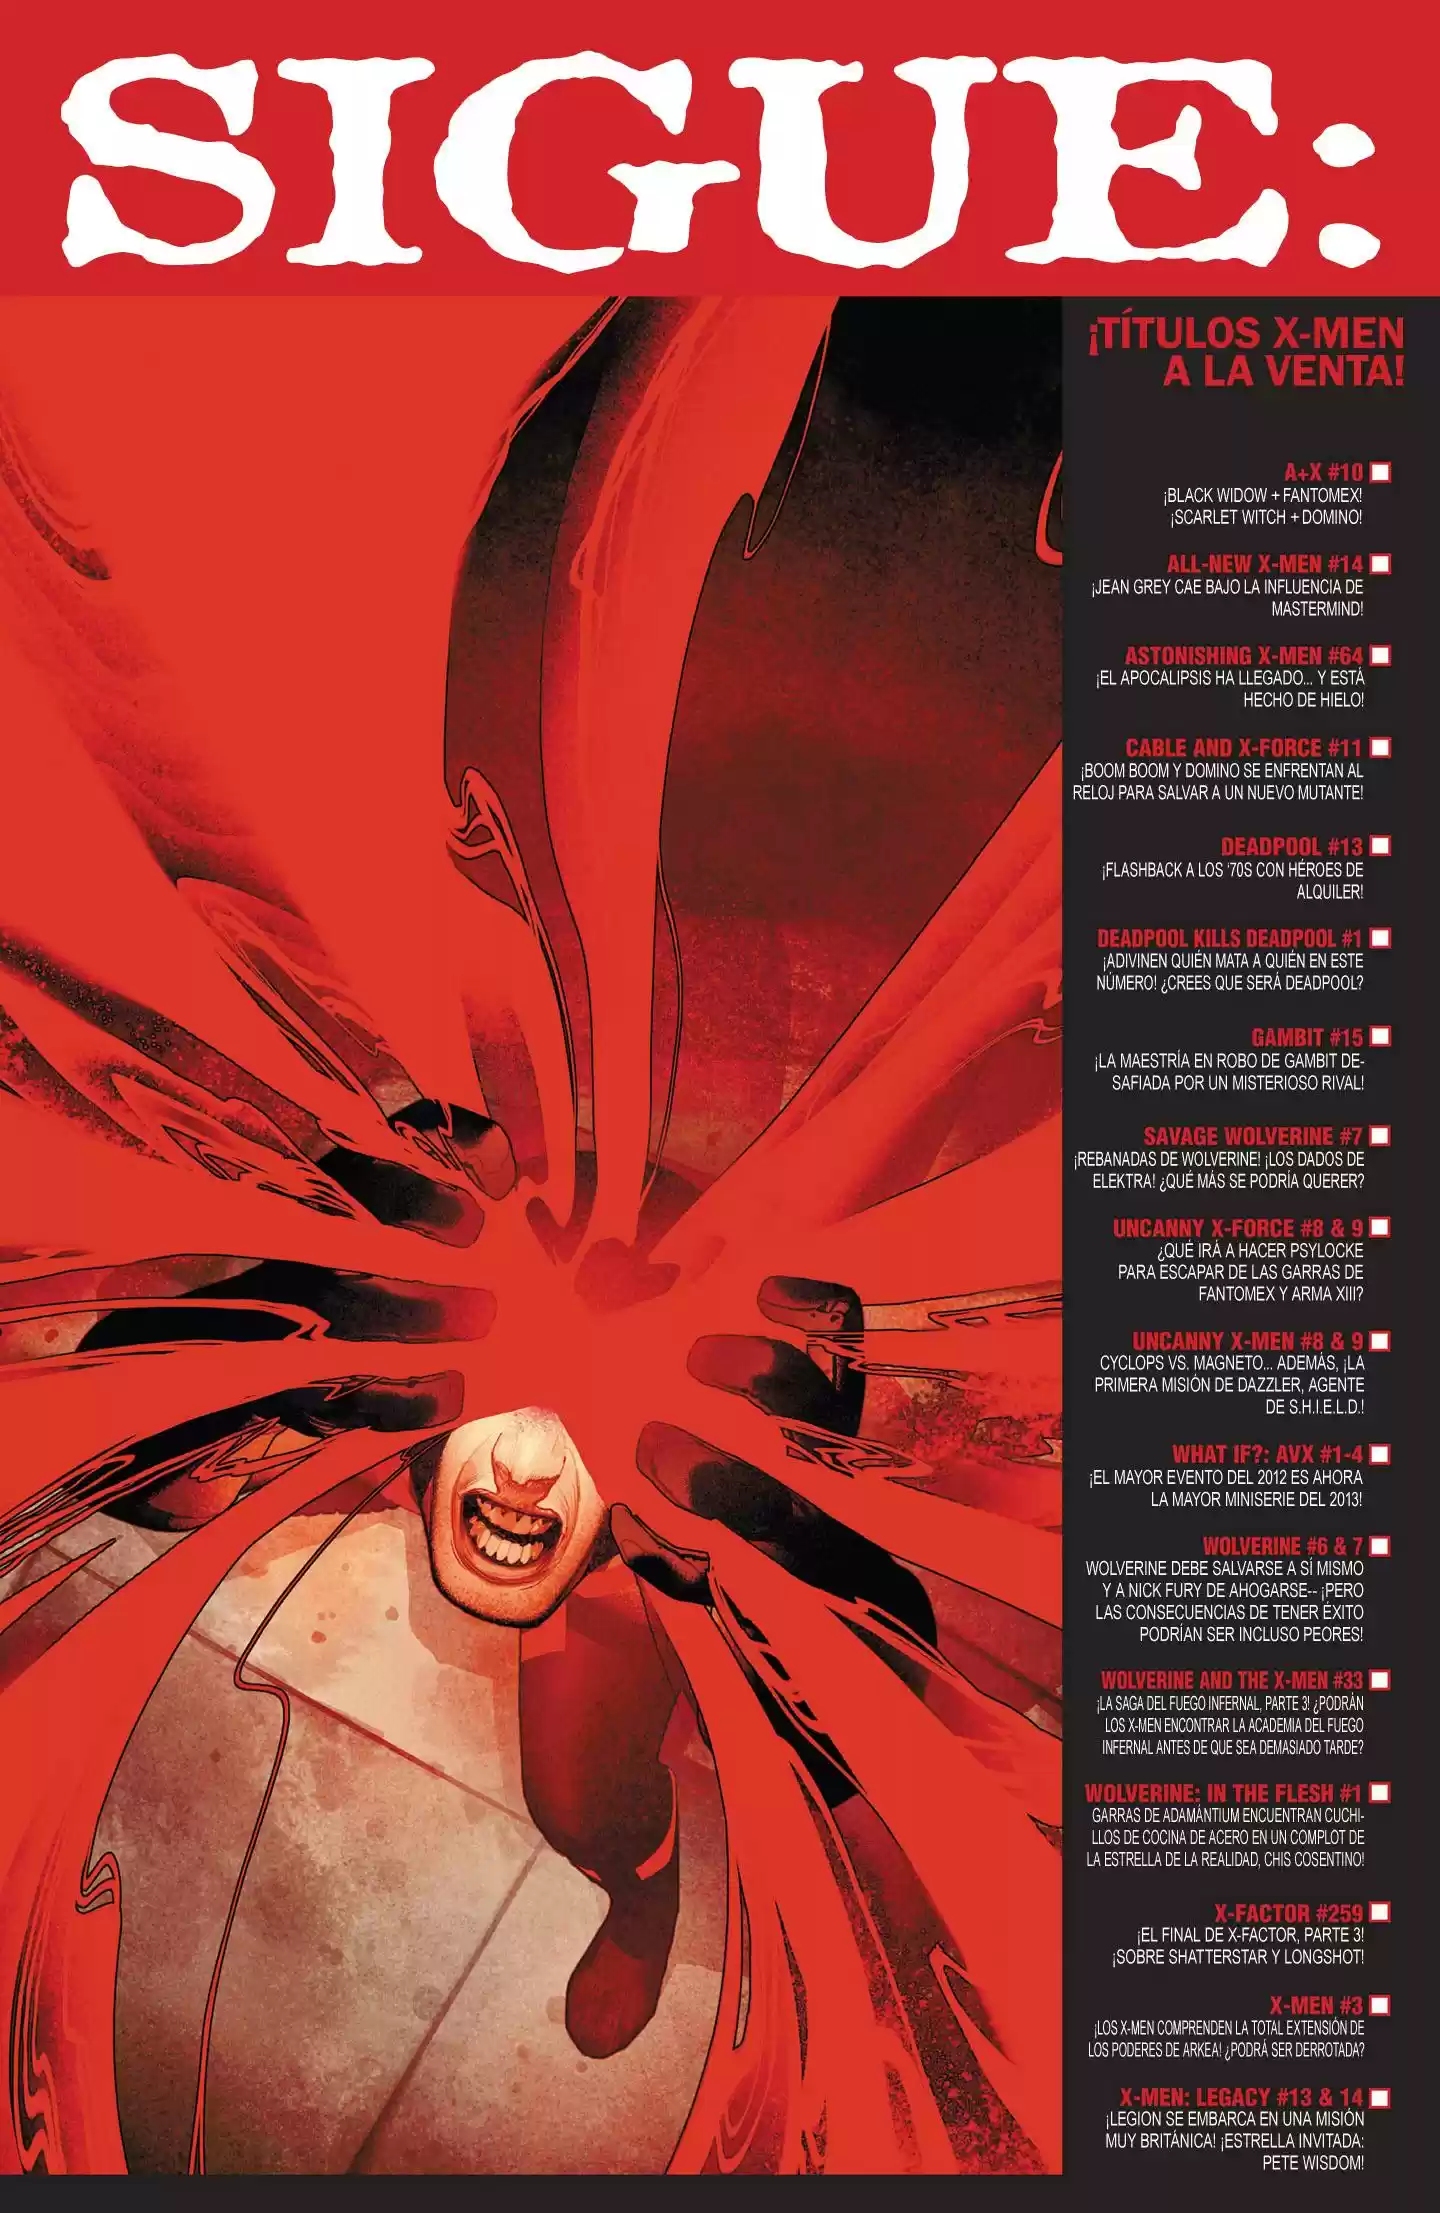 SIGUE:
¡TÍTULOS X-MEN
A LA VENTA!
A+X #10
¡BLACK WIDOW + FANTOMEX!
¡SCARLET WITCH + DOMINO!
ALL-NEW X-MEN #14
¡JEAN GREY CAE BAJO LA INFLUENCIA DE
MASTERMIND!
ASTONISHING X-MEN #64
¡EL APOCALIPSIS HA LLEGADO... Y ESTÁ
HECHO DE HIELO!
CABLE AND X-FORCE #11
¡BOOM BOOM Y DOMINO SE ENFRENTAN AL
RELOJ PARA SALVAR A UN NUEVO MUTANTE!
DEADPOOL #13
¡FLASHBACK A LOS ‘70S CON HÉROES DE
ALQUILER!
DEADPOOL KILLS DEADPOOL #1
¡ADIVINEN QUIÉN MATA A QUIÉN EN ESTE
NÚMERO! ¿CREES QUE SERÁ DEADPOOL?
GAMBIT #15
¡LA MAESTRÍA EN ROBO DE GAMBIT DE-
SAFIADA POR UN MISTERIOSO RIVAL!
SAVAGE WOLVERINE #7
¡REBANADAS DE WOLVERINE! ¡LOS DADOS DE
ELEKTRA! ¿QUÉ MÁS SE PODRÍA QUERER?
UNCANNY X-FORCE #8 & 9
¿QUÉ IRÁ A HACER PSYLOCKE
PARA ESCAPAR DE LAS GARRAS DE
FANTOMEX Y ARMA XIII?
UNCANNY X-MEN #8 & 9
CYCLOPS VS. MAGNETO... ADEMÁS, ¡LA
PRIMERA MISIÓN DE DAZZLER, AGENTE
DE S.H.I.E.L.D.!
WHAT IF?: AVX #1-4
¡EL MAYOR EVENTO DEL 2012 ES AHORA
LA MAYOR MINISERIE DEL 2013!
WOLVERINE #6 & 7
WOLVERINE DEBE SALVARSE A SÍ MISMO
Y A NICK FURY DE AHOGARSE-- ¡PERO
LAS CONSECUENCIAS DE TENER ÉXITO
PODRÍAN SER INCLUSO PEORES!
WOLVERINE AND THE X-MEN #33
¡LA SAGA DEL FUEGO INFERNAL, PARTE 3! ¿PODRÁN
LOS X-MEN ENCONTRAR LA ACADEMIA DEL FUEGO
INFERNAL ANTES DE QUE SEA DEMASIADO TARDE?
WOLVERINE: IN THE FLESH #1
GARRAS DE ADAMÁNTIUM ENCUENTRAN CUCHI-
LLOS DE COCINA DE ACERO EN UN COMPLOT DE
LA ESTRELLA DE LA REALIDAD, CHIS COSENTINO!
X-FACTOR #259
¡EL FINAL DE X-FACTOR, PARTE 3!
¡SOBRE SHATTERSTAR Y LONGSHOT!
X-MEN #3
¡LOS X-MEN COMPRENDEN LA TOTAL EXTENSIÓN DE
LOS PODERES DE ARKEA! ¿PODRÁ SER DERROTADA?
X-MEN: LEGACY #13 & 14
¡LEGION SE EMBARCA EN UNA MISIÓN
MUY BRITÁNICA! ¡ESTRELLA INVITADA:
PETE WISDOM!